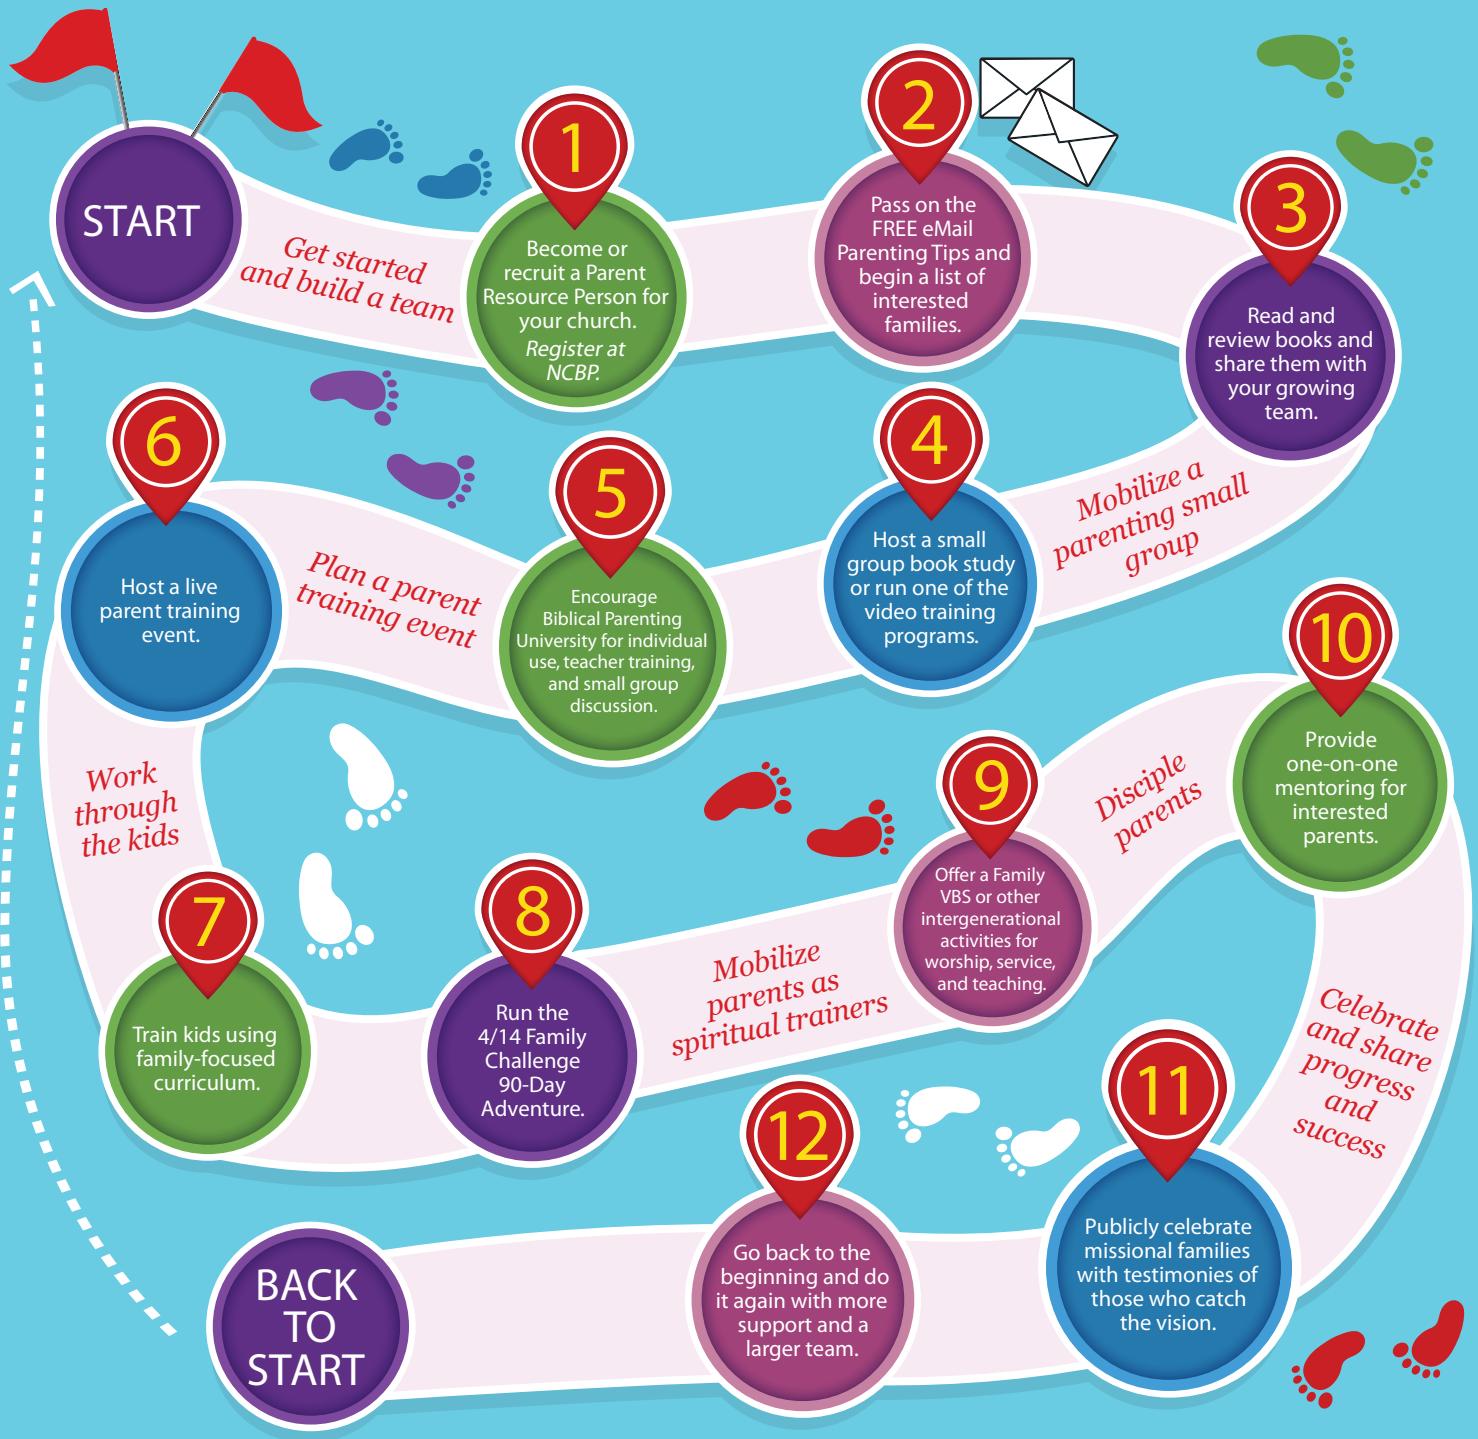 START
Get started
and build a team
1
Become or
recruit a Parent
Resource Person for
your church.
Register at
NCBP.
2
Pass on the
FREE eMail
Parenting Tips and
begin a list of
interested
families.
3
Read and
review books and
share them with
your growing
team.
Mobilize a
parenting small
group
4
Host a small
group book study
or run one of the
video training
programs.
5
Encourage
Biblical Parenting
University for individual
use, teacher training,
and small group
discussion.
Plan a parent
training event
6
Host a live
parent training
event.
Work
through
the kids
7
Train kids using
family-focused
curriculum.
8
Run the
4/14 Family
Challenge
90-Day
Adventure.
Mobilize
parents as
spiritual trainers
9
Offer a Family
VBS or other
intergenerational
activities for
worship, service,
and teaching.
Disciple
parents
10
Provide
one-on-one
mentoring for
interested
parents.
Celebrate
and share
progress
and
success
11
Publicly celebrate
missional families
with testimonies of
those who catch
the vision.
12
Go back to the
beginning and do
it again with more
support and a
larger team.
BACK
TO
START